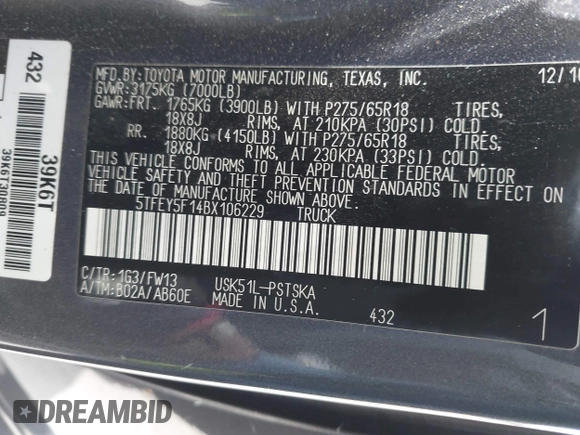 MFD.BY:TOYOTA MOTOR MANUFACTURING, TEXAS, INC. 12/10
GVWR:3175KG (7000LB)
GAWR:FRT. 1765KG (3900LB) WITH P275/65R18 TIRES,
18X8J RIMS, AT 210KPA (30PSI) COLD.
RR. 1880KG (4150LB) WITH P275/65R18 TIRES,
18X8J RIMS, AT 230KPA (33PSI) COLD.
THIS VEHICLE CONFORMS TO ALL APPLICABLE FEDERAL MOTOR
VEHICLE SAFETY AND THEFT PREVENTION STANDARDS IN EFFECT ON
THE DATE OF MANUFACTURE SHOWN ABOVE.
5TFEY5F14BX106229 TRUCK
C/TR:1G3/FW13 USK51L-PSTSKA
A/TM:B02A/AB60E MADE IN U.S.A.
432
1
432
39K6T
DREAMBID